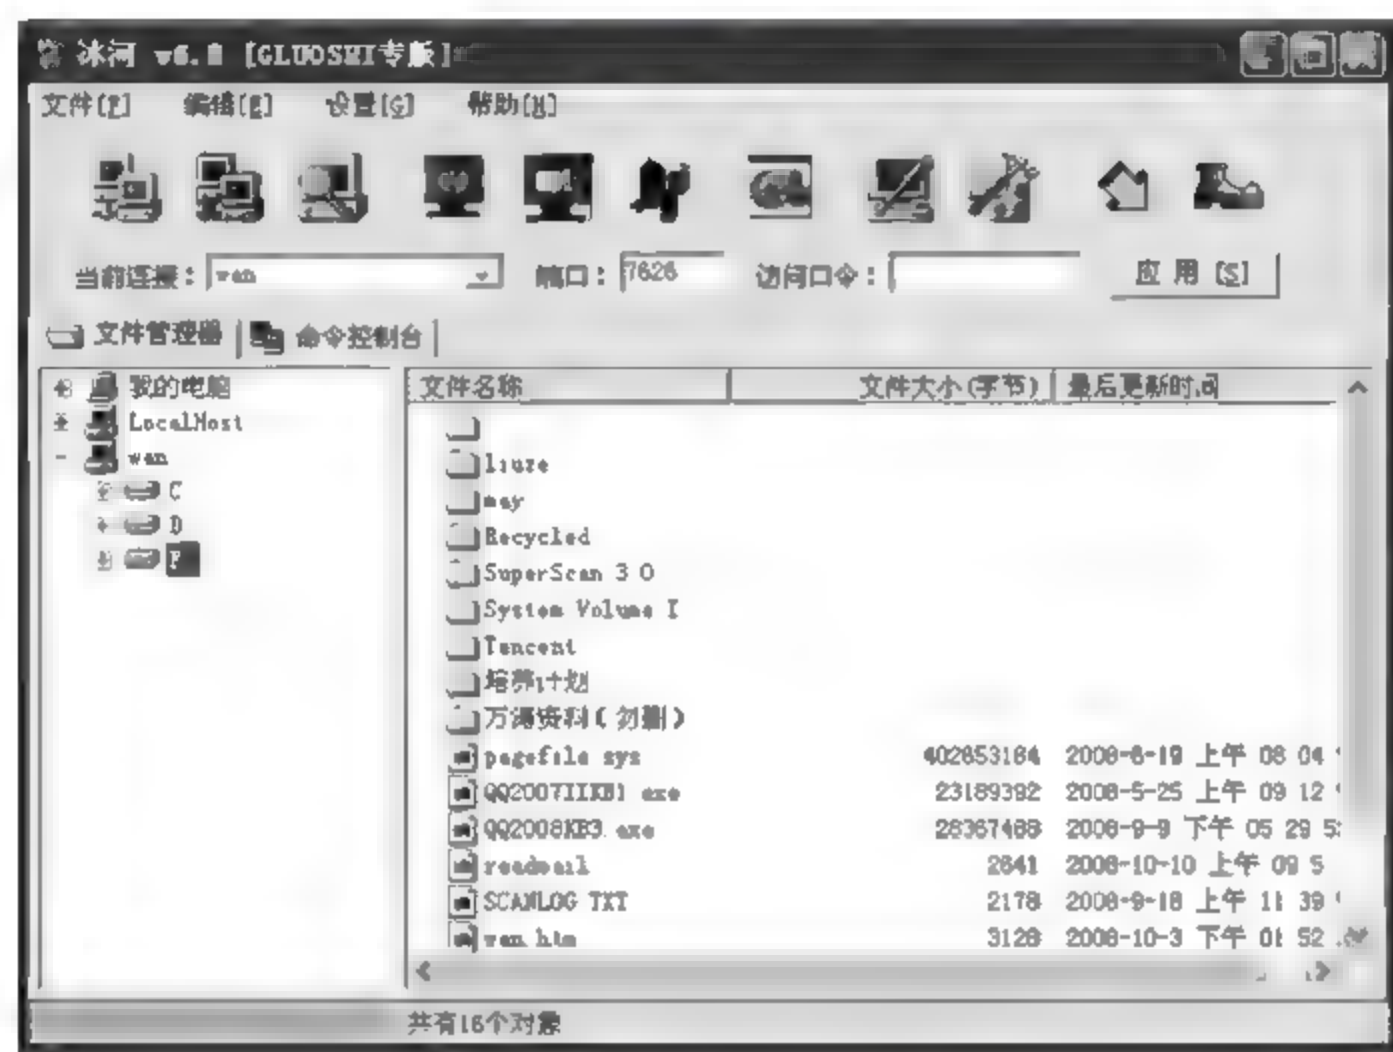 冰河 v6.0 [GLUOSHI专版]
文件[F] 编辑[E] 设置[G] 帮助[H]
当前连接： wan 端口： 7626 访问口令： 应用 [S]
文件管理器 命令控制台
我的电脑
LocalHost
wan
C
D
F
文件名称 文件大小(字节) 最后更新时间
may
Recycled
SuperScan 3 0
System Volume I
Tencent
培养计划
资料（勿删）
pagefile sys 402653184 2008-8-19 上午 08 04
QQ2007IIKB1 exe 23189392 2008-5-25 上午 09 12
QQ2008KB3 exe 28367488 2008-9-9 下午 05 29
2641 2008-10-10 上午 09 5
SCANLOG TXT 2178 2008-9-18 上午 11 39
wan htm 3128 2008-10-3 下午 01 52
共有16个对象